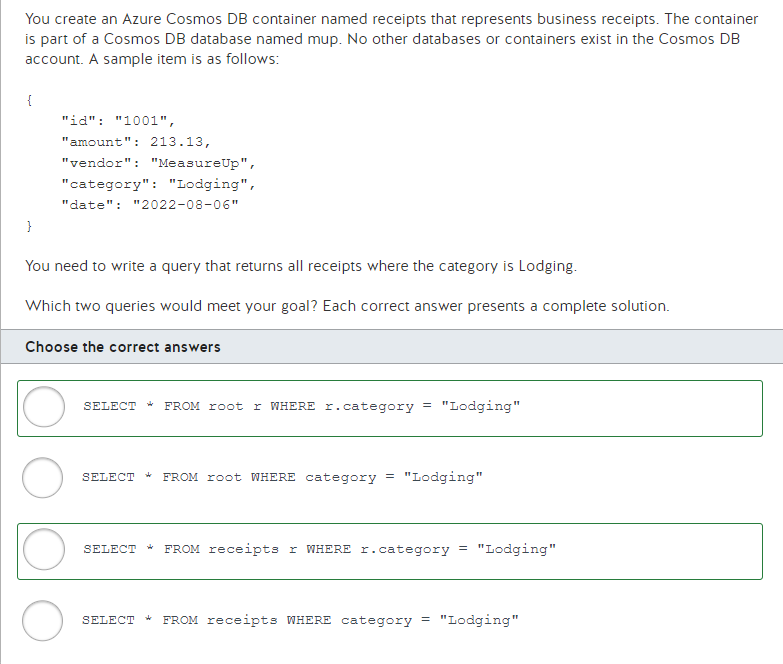 You create an Azure Cosmos DB container named receipts that represents business receipts. The container
is part of a Cosmos DB database named mup. No other databases or containers exist in the Cosmos DB
account. A sample item is as follows:
{
"id": "1001",
"amount": 213.13,
"vendor": "MeasureUp",
"category": "Lodging",
"date": "2022-08-06"
}
You need to write a query that returns all receipts where the category is Lodging.
Which two queries would meet your goal? Each correct answer presents a complete solution.
Choose the correct answers
SELECT * FROM root r WHERE r.category = "Lodging"
SELECT * FROM root WHERE category = "Lodging"
SELECT * FROM receipts r WHERE r.category = "Lodging"
SELECT * FROM receipts WHERE category = "Lodging"